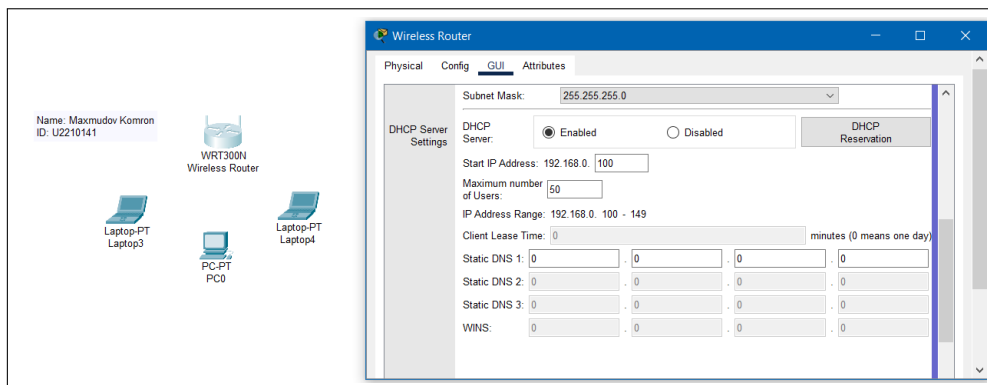 Name: Maxmudov Komron
ID: U2210141
WRT300N
Wireless Router
Laptop-PT
Laptop3
Laptop-PT
Laptop4
PC-PT
PC0
Wireless Router
Physical Config GUI Attributes
Subnet Mask: 255.255.255.0
DHCP Server
Settings
DHCP
Server:
Enabled Disabled
DHCP
Reservation
Start IP Address: 192.168.0. 100
Maximum number
of Users:
50
IP Address Range: 192.168.0. 100 - 149
Client Lease Time: 0 minutes (0 means one day)
Static DNS 1: 0 . 0 . 0 . 0
Static DNS 2: 0 . 0 . 0 . 0
Static DNS 3: 0 . 0 . 0 . 0
WINS: 0 . 0 . 0 . 0